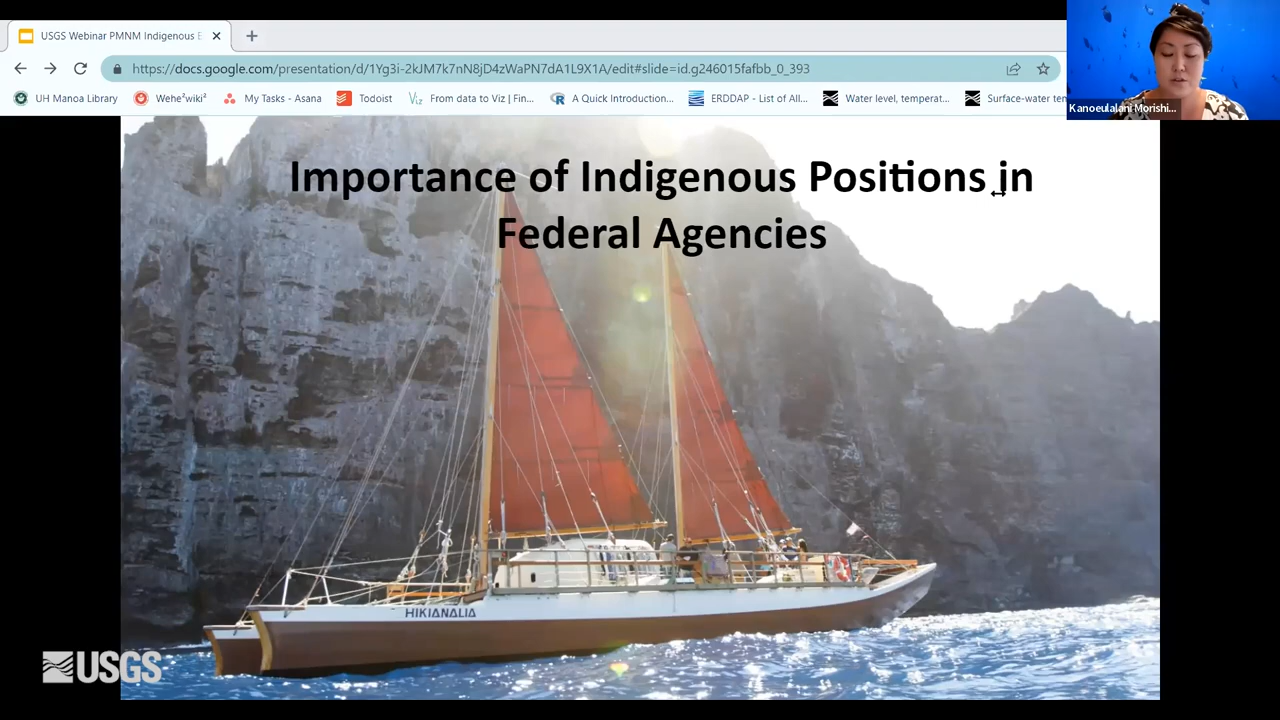 USGS Webinar PMNM Indigenous E
https://docs.google.com/presentation/d/1Yg3i-2kJM7k7nN8jD4zWaPN7dA1L9X1A/edit#slide=id.g246015fafbb_0_393
UH Manoa Library
Wehe²wiki²
My Tasks - Asana
Todoist
From data to Viz | Fin...
A Quick Introduction...
ERDDAP - List of All...
Water level, temperat...
Surface-water ten
Kanoeulalani Morishi...
Importance of Indigenous Positions in
Federal Agencies
HIKIANALIA
USGS